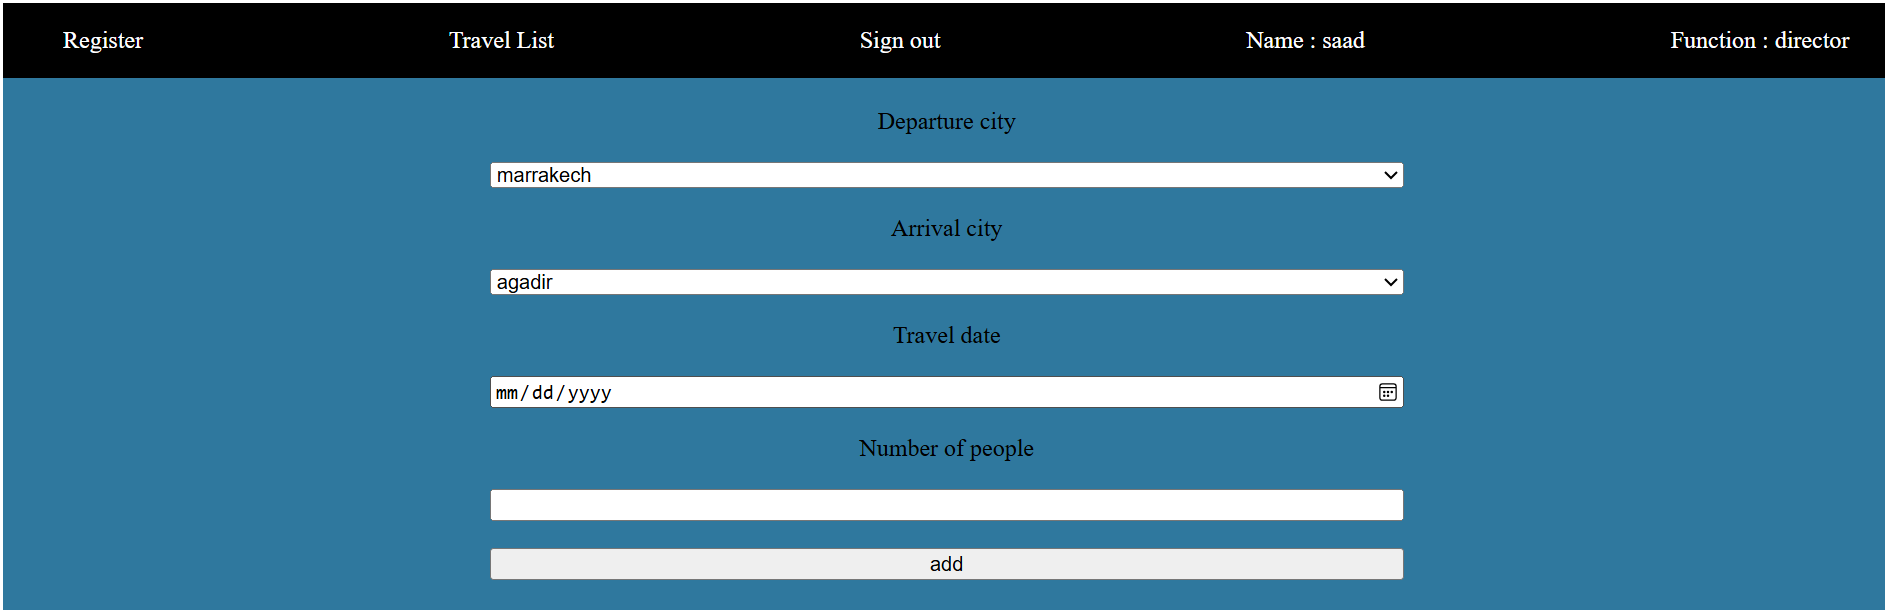 Register Travel List Sign out Name : saad Function : director
Departure city
marrakech
Arrival city
agadir
Travel date
mm/dd/yyyy
Number of people
add